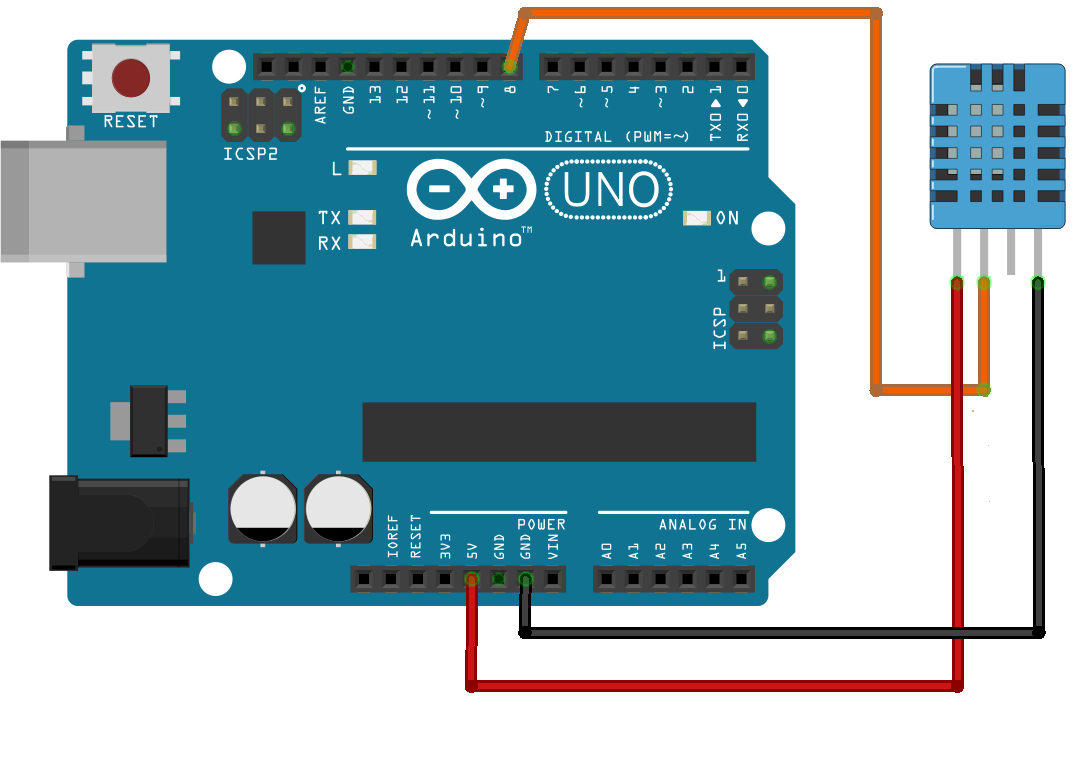 RESET
ICSP2
AREF
GND
13
12
~11
~10
~9
8
7
~6
~5
4
~3
2
TX0▶1
RX0◀0
DIGITAL (PWM=~)
L
TX
RX
UNO
ON
Arduino™
1
ICSP
POWER
ANALOG IN
IOREF
RESET
3V3
5V
GND
GND
VIN
A0
A1
A2
A3
A4
A5